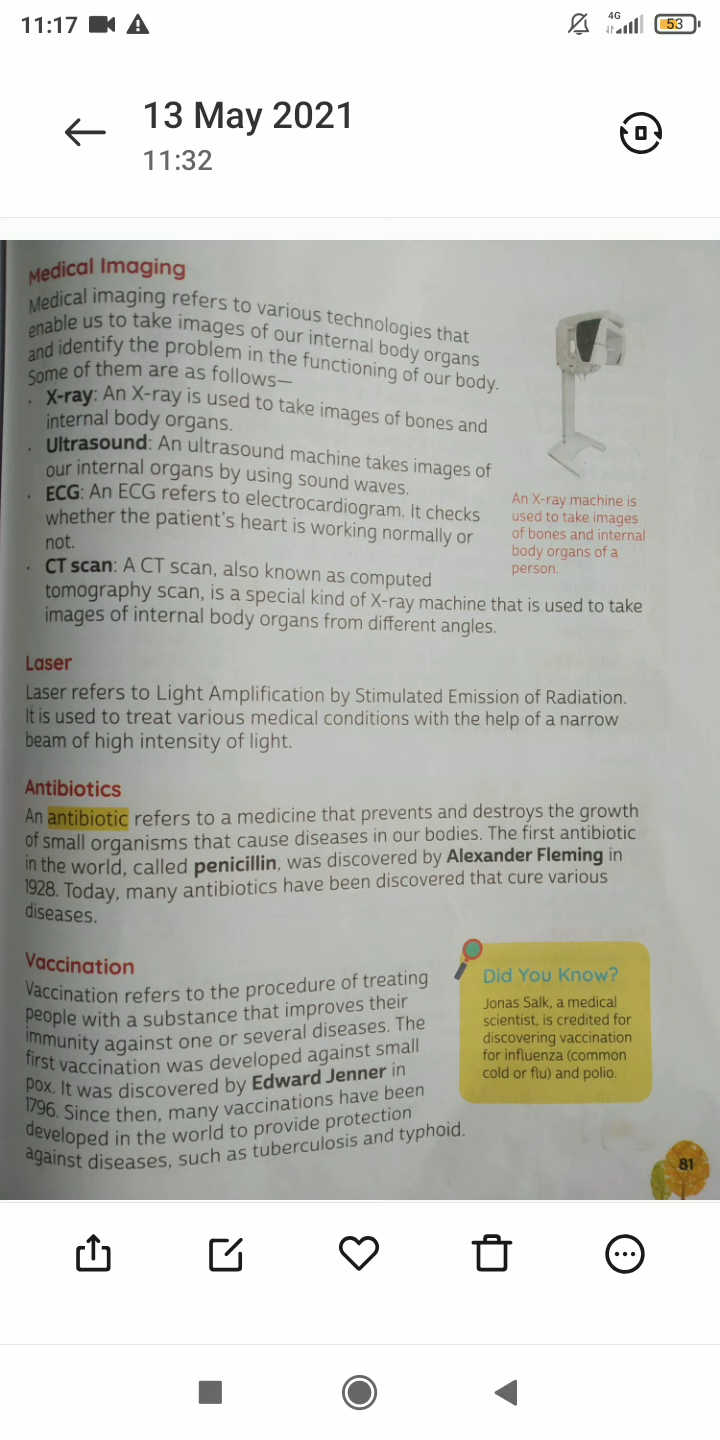 11:17
4G
53
13 May 2021
11:32
Medical Imaging
Medical imaging refers to various technologies that
enable us to take images of our internal body organs
and identify the problem in the functioning of our body.
Some of them are as follows—
• X-ray: An X-ray is used to take images of bones and
internal body organs.
• Ultrasound: An ultrasound machine takes images of
our internal organs by using sound waves.
• ECG: An ECG refers to electrocardiogram. It checks
whether the patient's heart is working normally or
not.
• CT scan: A CT scan, also known as computed
tomography scan, is a special kind of X-ray machine that is used to take
images of internal body organs from different angles.
An X-ray machine is
used to take images
of bones and internal
body organs of a
person.
Laser
Laser refers to Light Amplification by Stimulated Emission of Radiation.
It is used to treat various medical conditions with the help of a narrow
beam of high intensity of light.
Antibiotics
An antibiotic refers to a medicine that prevents and destroys the growth
of small organisms that cause diseases in our bodies. The first antibiotic
in the world, called penicillin, was discovered by Alexander Fleming in
1928. Today, many antibiotics have been discovered that cure various
diseases.
Vaccination
Vaccination refers to the procedure of treating
people with a substance that improves their
immunity against one or several diseases. The
first vaccination was developed against small
pox. It was discovered by Edward Jenner in
1796. Since then, many vaccinations have been
developed in the world to provide protection
against diseases, such as tuberculosis and typhoid.
Did You Know?
Jonas Salk, a medical
scientist, is credited for
discovering vaccination
for influenza (common
cold or flu) and polio.
81